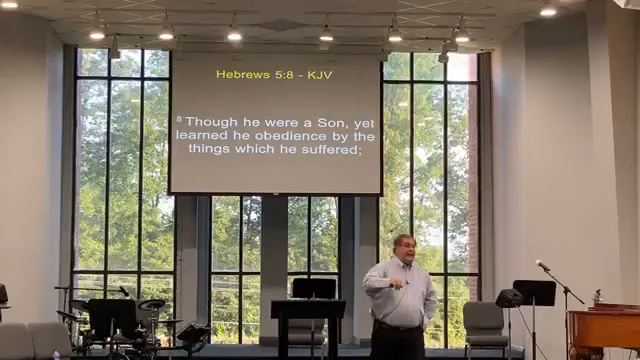 Hebrews 5:8 - KJV
8 Though he were a Son, yet
learned he obedience by the
things which he suffered;